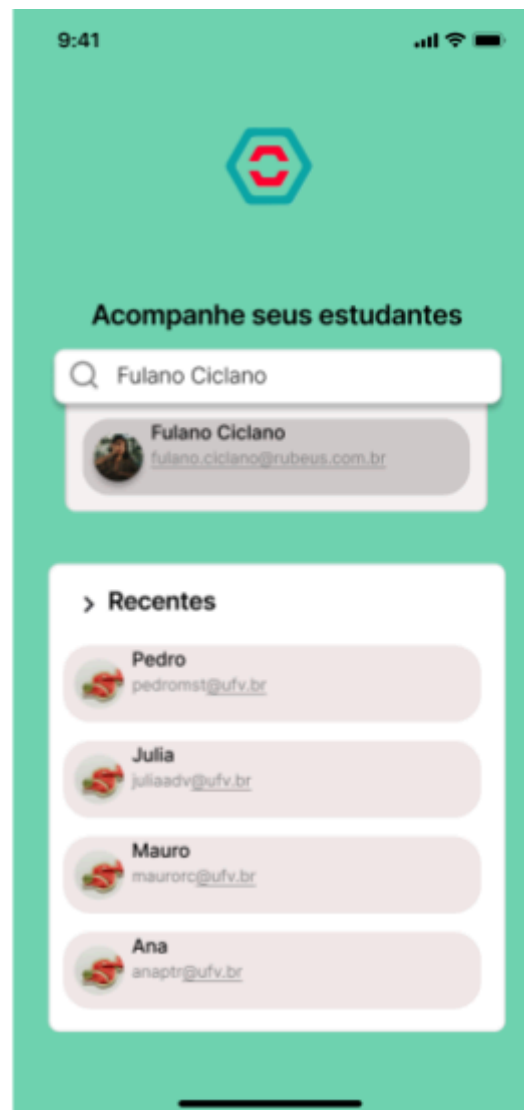 9:41
Acompanhe seus estudantes
Fulano Ciclano
Fulano Ciclano
fulano.ciclano@rubeus.com.br
Recentes
Pedro
pedromst@ufv.br
Julia
juliaadv@ufv.br
Mauro
maurorc@ufv.br
Ana
anaptr@ufv.br